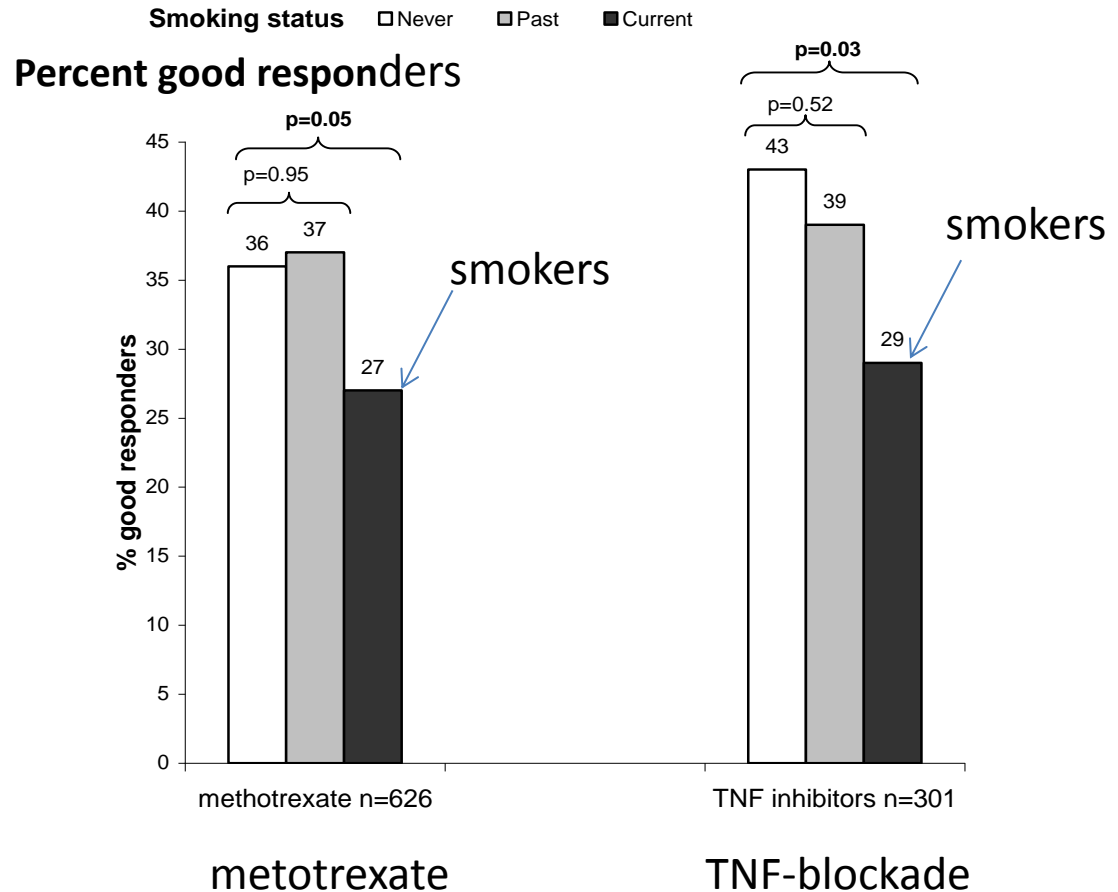 Smoking status Never Past Current
Percent good responders
p=0.05
p=0.95
p=0.03
p=0.52
36
37
27
43
39
29
smokers
smokers
% good responders
45
40
35
30
25
20
15
10
5
0
methotrexate n=626
TNF inhibitors n=301
metotrexate
TNF-blockade